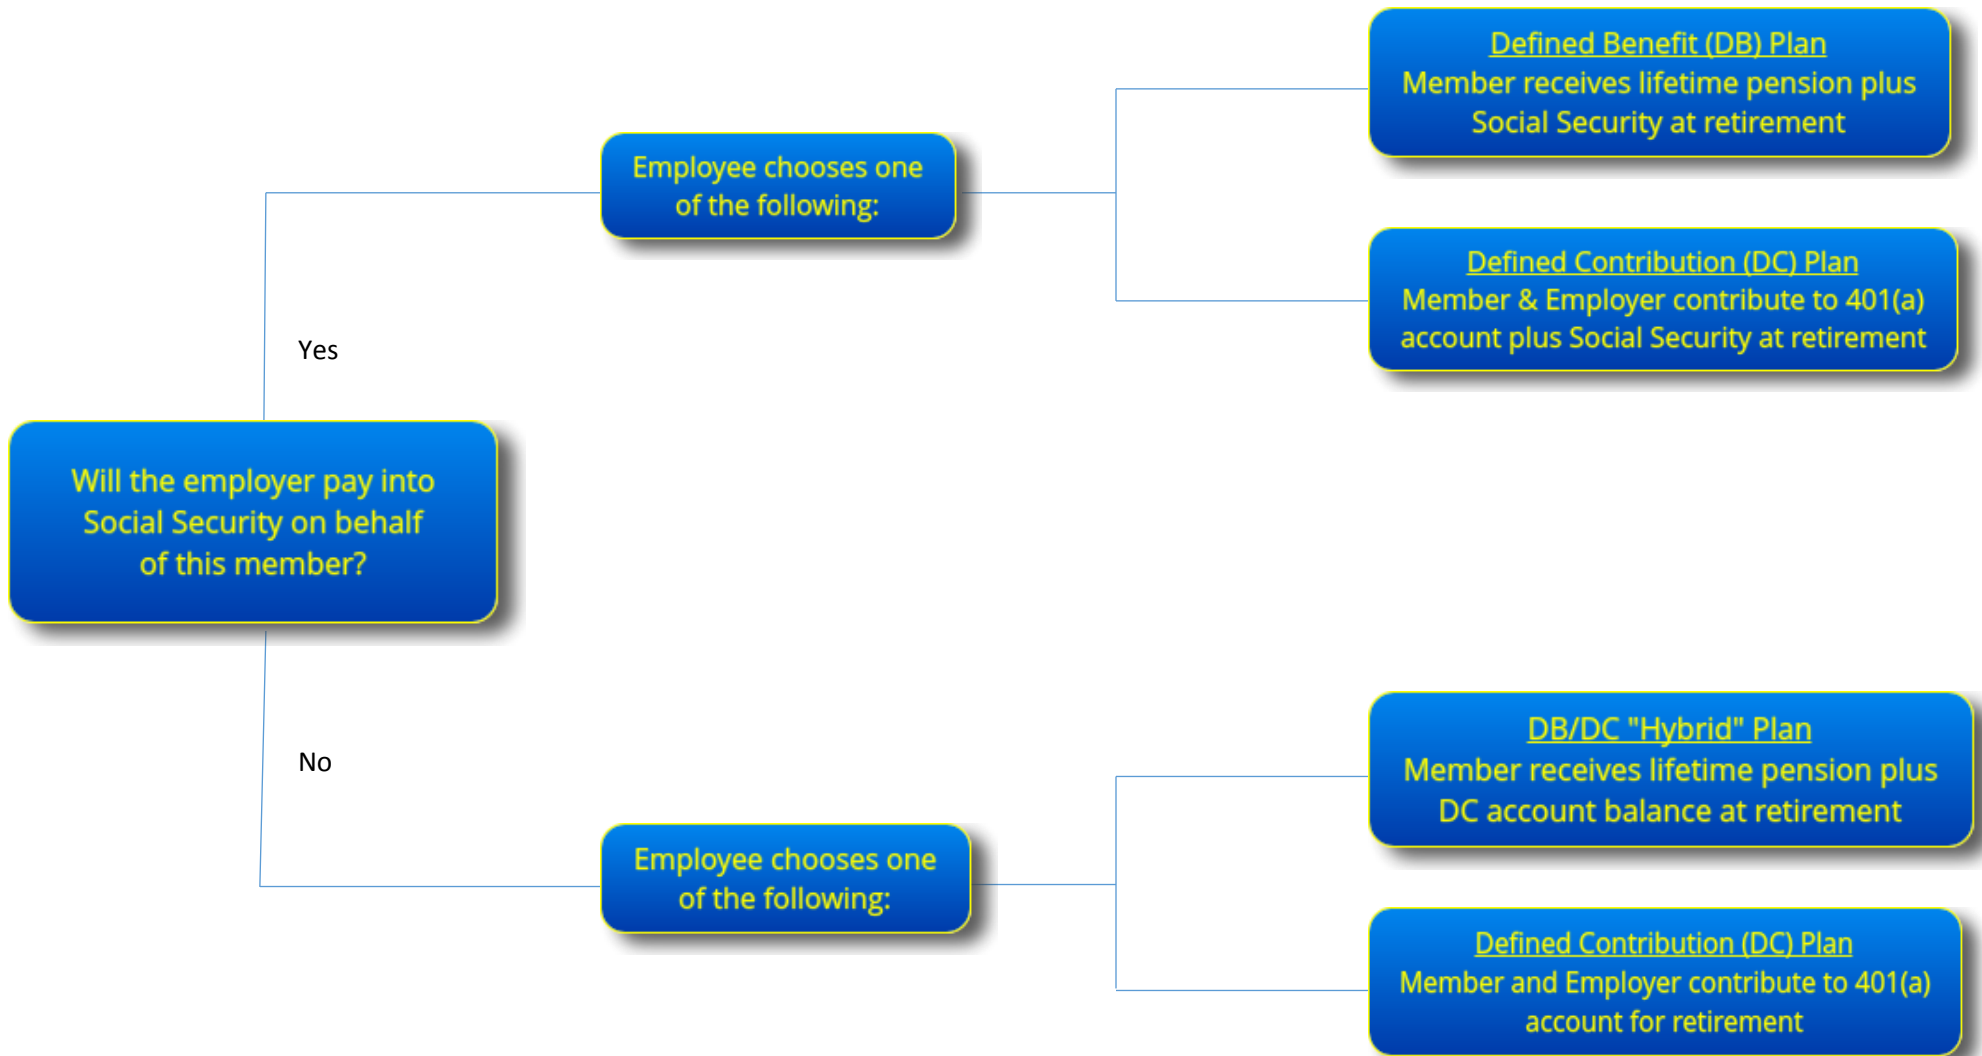 Defined Benefit (DB) Plan
Member receives lifetime pension plus
Social Security at retirement
Employee chooses one
of the following:
Defined Contribution (DC) Plan
Member & Employer contribute to 401(a)
account plus Social Security at retirement
Yes
Will the employer pay into
Social Security on behalf
of this member?
No
DB/DC "Hybrid" Plan
Member receives lifetime pension plus
DC account balance at retirement
Employee chooses one
of the following:
Defined Contribution (DC) Plan
Member and Employer contribute to 401(a)
account for retirement